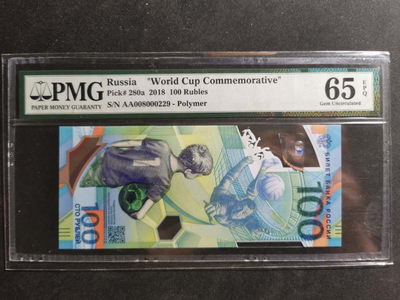 PMG
PAPER MONEY GUARANTY
Russia "World Cup Commemorative"
Pick# 280a 2018 100 Rubles
S/N AA008000229 - Polymer
65 EPQ
Gem Uncirculated
100
СТО РУБЛЕЙ
100
БИЛЕТ БАНКА РОССИИ